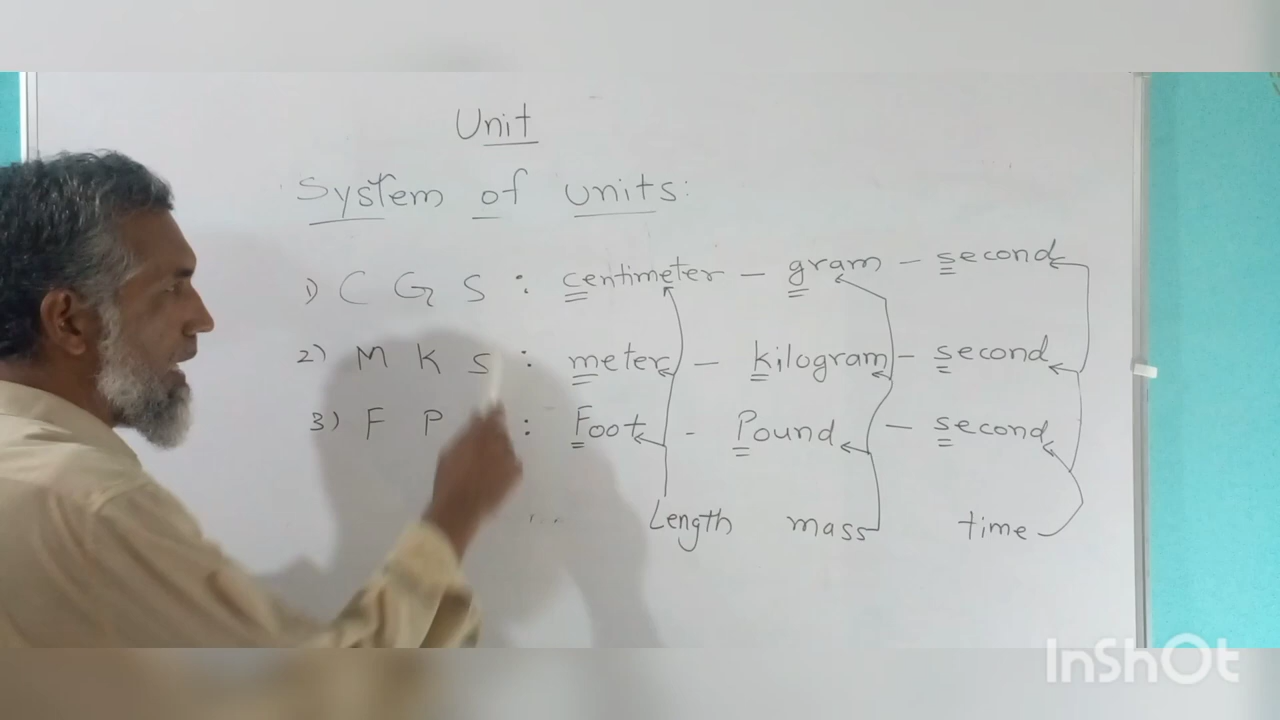 Unit
System of units:
1) C G S : centimeter – gram – second
2) M K S : meter – kilogram – second
3) F P : Foot - Pound – second
Length mass time
InShOt